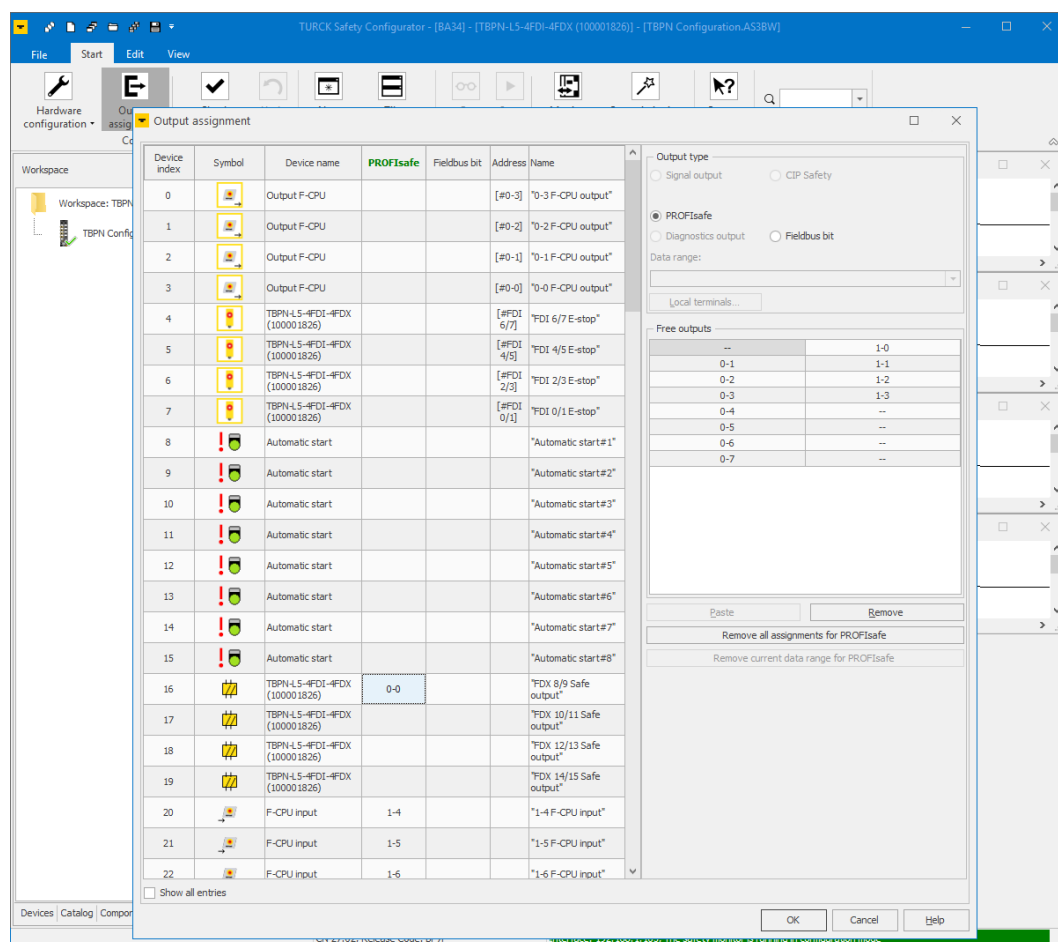 TURCK Safety Configurator - [BA34] - [TBPN-L5-4FDI-4FDX (100001826)] - [TBPN Configuration.AS3BW]
File Start Edit View
Hardware
configuration
Output assignment
Workspace
Workspace: TBPN
TBPN Config
Device index Symbol Device name PROFIsafe Fieldbus bit Address Name
0 Output F-CPU [#0-3] "0-3 F-CPU output"
1 Output F-CPU [#0-2] "0-2 F-CPU output"
2 Output F-CPU [#0-1] "0-1 F-CPU output"
3 Output F-CPU [#0-0] "0-0 F-CPU output"
4 TBPN-L5-4FDI-4FDX (100001826) [#FDI 6/7] "FDI 6/7 E-stop"
5 TBPN-L5-4FDI-4FDX (100001826) [#FDI 4/5] "FDI 4/5 E-stop"
6 TBPN-L5-4FDI-4FDX (100001826) [#FDI 2/3] "FDI 2/3 E-stop"
7 TBPN-L5-4FDI-4FDX (100001826) [#FDI 0/1] "FDI 0/1 E-stop"
8 Automatic start "Automatic start#1"
9 Automatic start "Automatic start#2"
10 Automatic start "Automatic start#3"
11 Automatic start "Automatic start#4"
12 Automatic start "Automatic start#5"
13 Automatic start "Automatic start#6"
14 Automatic start "Automatic start#7"
15 Automatic start "Automatic start#8"
16 TBPN-L5-4FDI-4FDX (100001826) 0-0 "FDX 8/9 Safe output"
17 TBPN-L5-4FDI-4FDX (100001826) "FDX 10/11 Safe output"
18 TBPN-L5-4FDI-4FDX (100001826) "FDX 12/13 Safe output"
19 TBPN-L5-4FDI-4FDX (100001826) "FDX 14/15 Safe output"
20 F-CPU input 1-4 "1-4 F-CPU input"
21 F-CPU input 1-5 "1-5 F-CPU input"
22 F-CPU input 1-6 "1-6 F-CPU input"
Show all entries
Output type
Signal output CIP Safety
PROFIsafe
Diagnostics output Fieldbus bit
Data range:
Local terminals...
Free outputs
-- 1-0
0-1 1-1
0-2 1-2
0-3 1-3
0-4 --
0-5 --
0-6 --
0-7 --
Paste Remove
Remove all assignments for PROFIsafe
Remove current data range for PROFIsafe
OK Cancel Help
Devices Catalog Compon